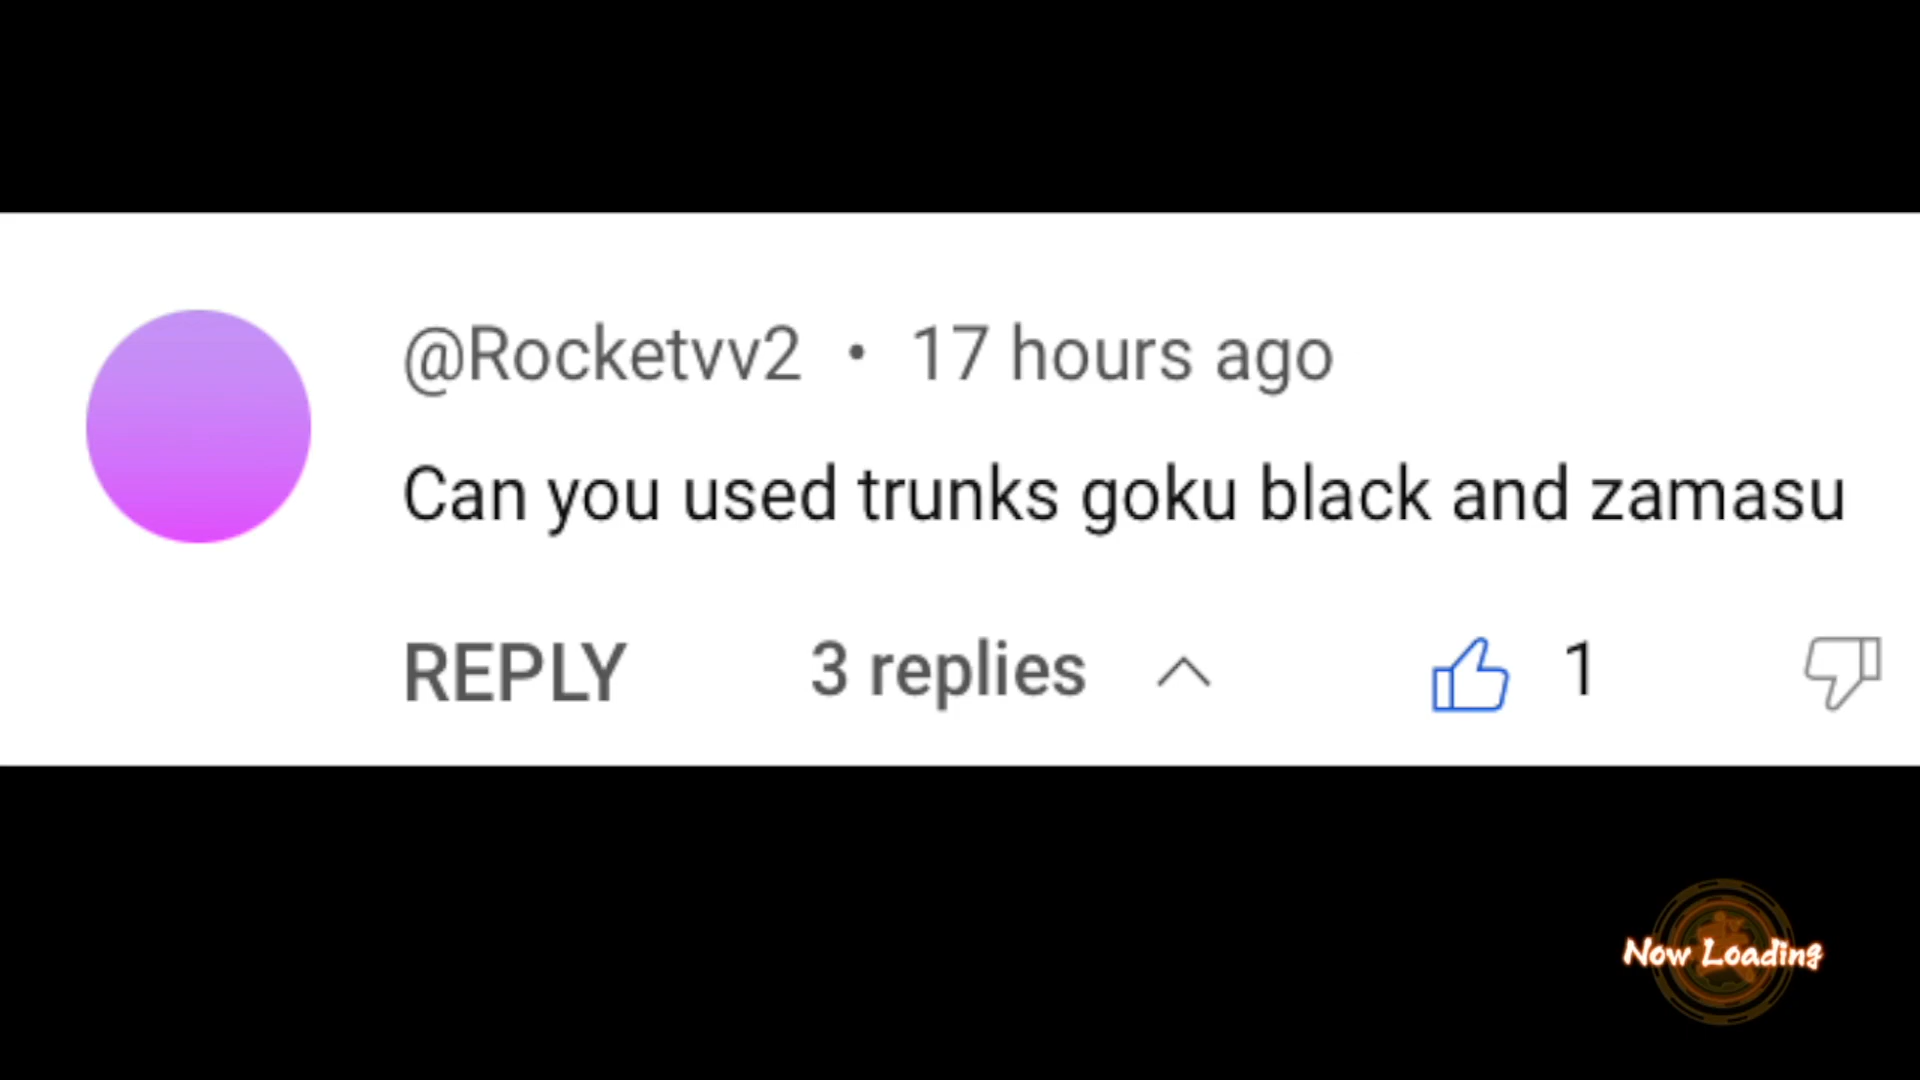 @Rocketvv2 • 17 hours ago
Can you used trunks goku black and zamasu
REPLY 3 replies 1
Now Loading